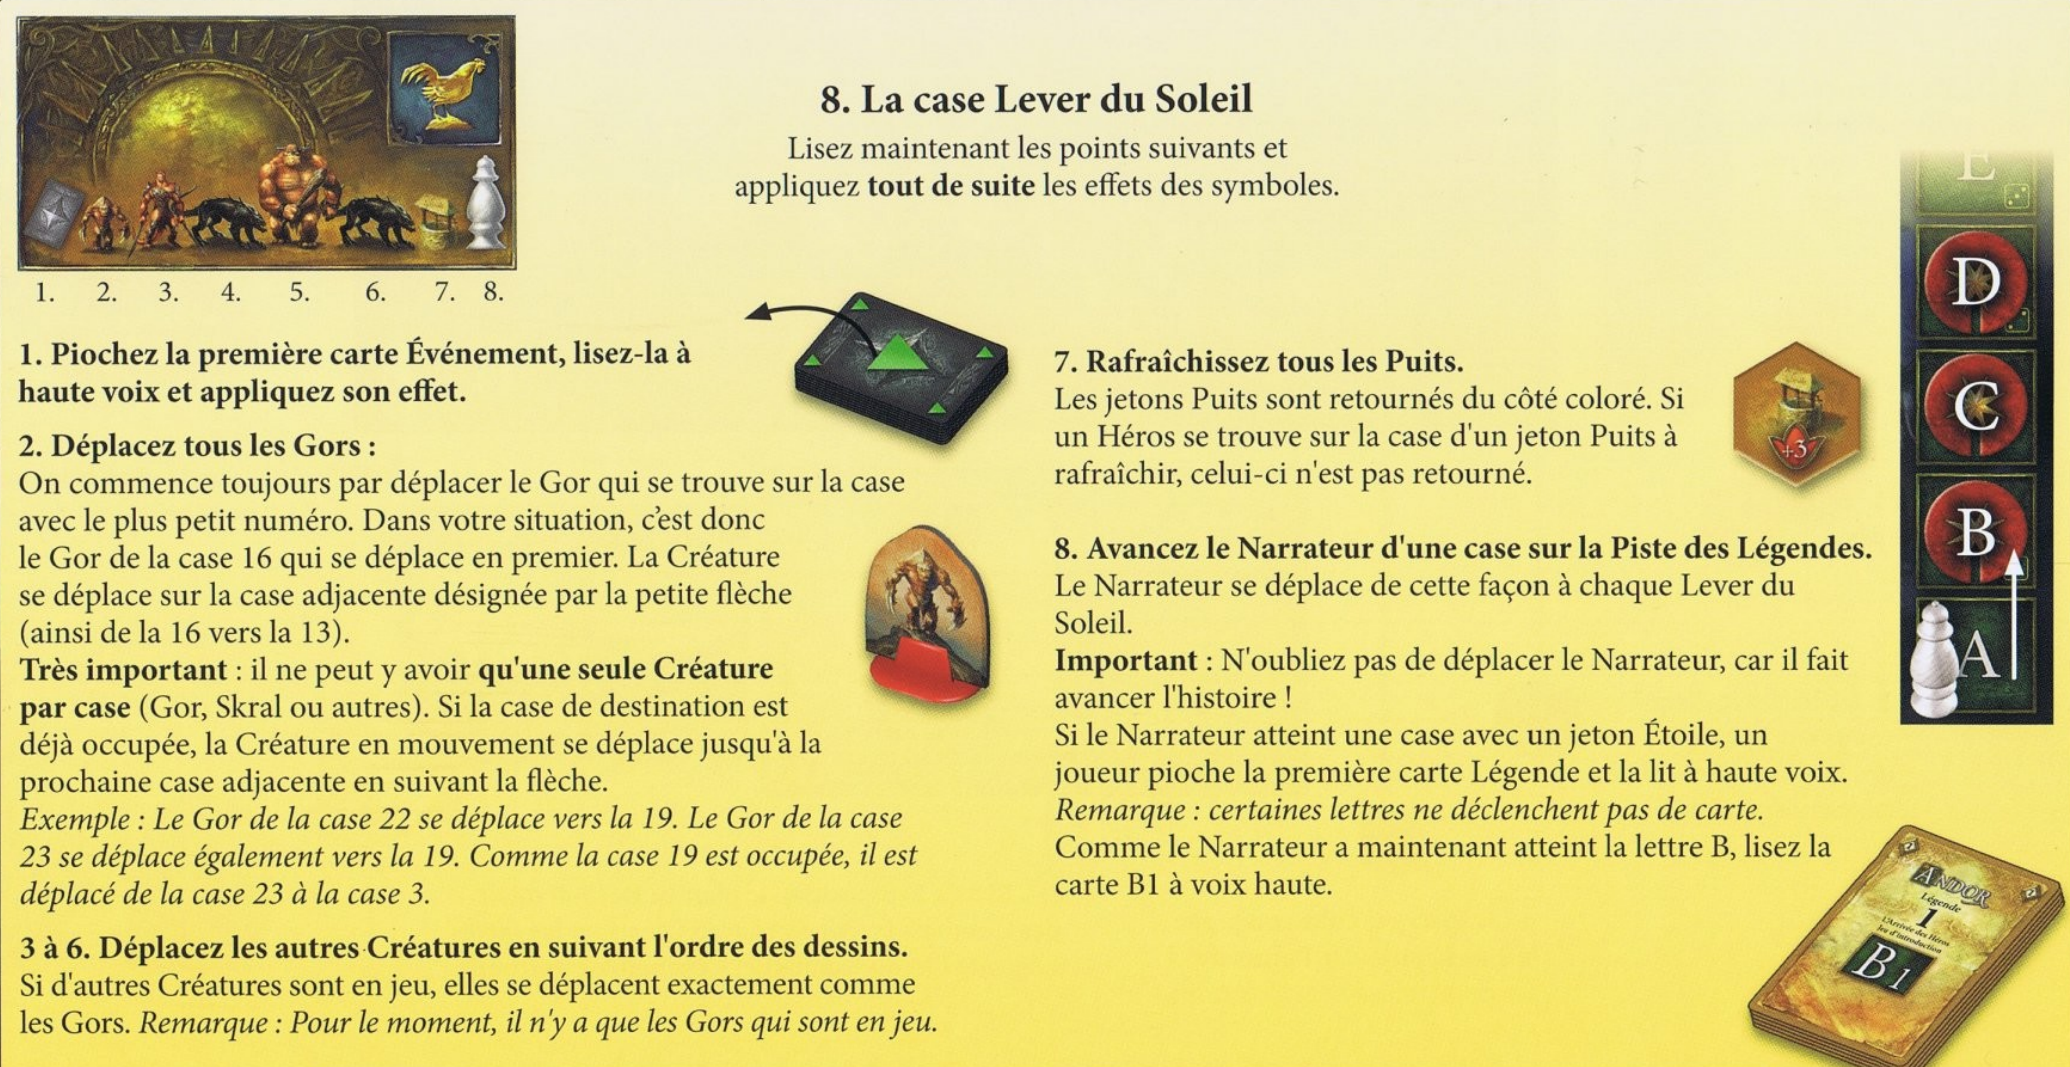 8. La case Lever du Soleil
Lisez maintenant les points suivants et
appliquez tout de suite les effets des symboles.
1. 2. 3. 4. 5. 6. 7. 8.
1. Piochez la première carte Événement, lisez-la à
haute voix et appliquez son effet.
2. Déplacez tous les Gors :
On commence toujours par déplacer le Gor qui se trouve sur la case
avec le plus petit numéro. Dans votre situation, c'est donc
le Gor de la case 16 qui se déplace en premier. La Créature
se déplace sur la case adjacente désignée par la petite flèche
(ainsi de la 16 vers la 13).
Très important : il ne peut y avoir qu'une seule Créature
par case (Gor, Skral ou autres). Si la case de destination est
déjà occupée, la Créature en mouvement se déplace jusqu'à la
prochaine case adjacente en suivant la flèche.
Exemple : Le Gor de la case 22 se déplace vers la 19. Le Gor de la case
23 se déplace également vers la 19. Comme la case 19 est occupée, il est
déplacé de la case 23 à la case 3.
3 à 6. Déplacez les autres Créatures en suivant l'ordre des dessins.
Si d'autres Créatures sont en jeu, elles se déplacent exactement comme
les Gors. Remarque : Pour le moment, il n'y a que les Gors qui sont en jeu.
7. Rafraîchissez tous les Puits.
Les jetons Puits sont retournés du côté coloré. Si
un Héros se trouve sur la case d'un jeton Puits à
rafraîchir, celui-ci n'est pas retourné.
+3
8. Avancez le Narrateur d'une case sur la Piste des Légendes.
Le Narrateur se déplace de cette façon à chaque Lever du
Soleil.
Important : N'oubliez pas de déplacer le Narrateur, car il fait
avancer l'histoire !
Si le Narrateur atteint une case avec un jeton Étoile, un
joueur pioche la première carte Légende et la lit à haute voix.
Remarque : certaines lettres ne déclenchent pas de carte.
Comme le Narrateur a maintenant atteint la lettre B, lisez la
carte B1 à voix haute.
E
D
C
B
A
ANDOR
Légende
1
L'Arrivée des Héros
Jeu d'introduction
B1